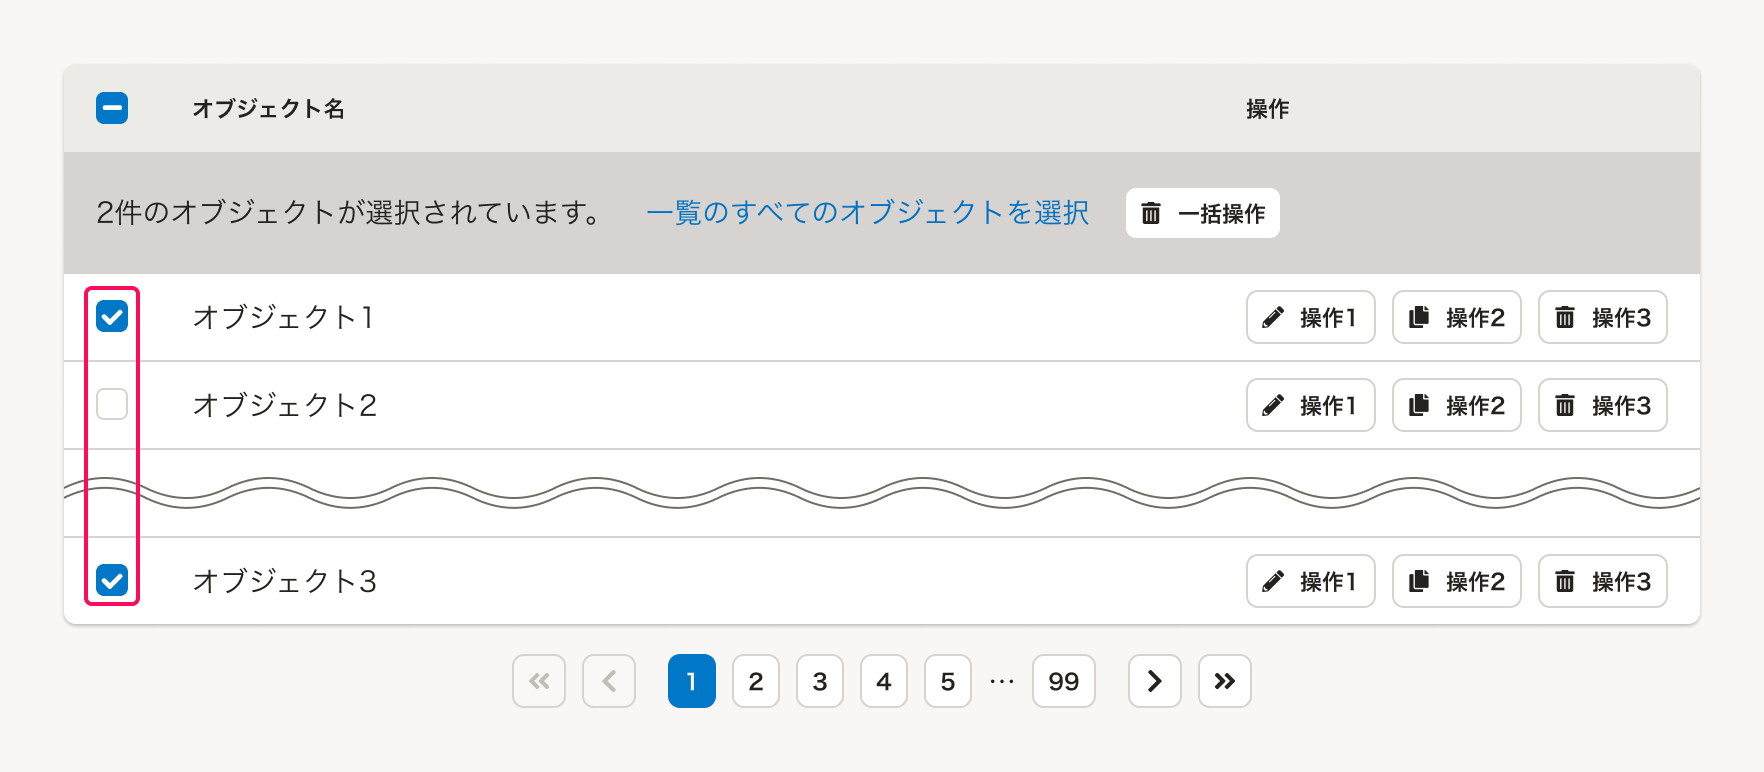 オブジェクト名 操作
2件のオブジェクトが選択されています。 一覧のすべてのオブジェクトを選択 一括操作
オブジェクト1 操作1 操作2 操作3
オブジェクト2 操作1 操作2 操作3
オブジェクト3 操作1 操作2 操作3
1 2 3 4 5 … 99